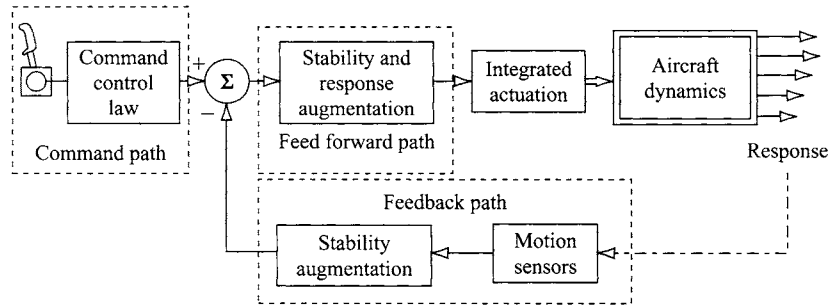 Command
control
law
Command path
+
Σ
−
Stability and
response
augmentation
Feed forward path
Integrated
actuation
Aircraft
dynamics
Response
Feedback path
Stability
augmentation
Motion
sensors